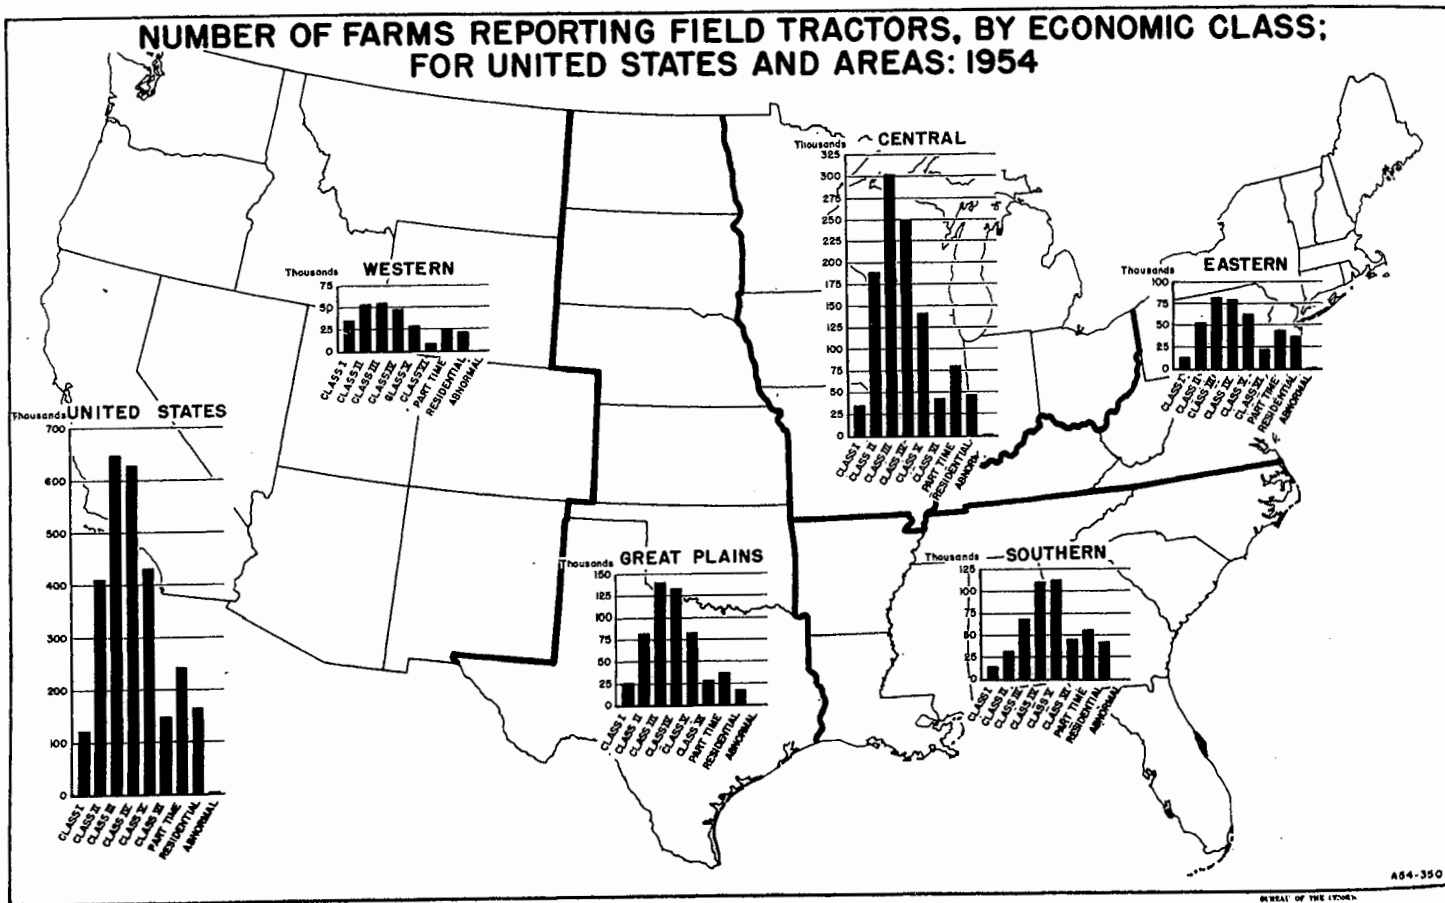 NUMBER OF FARMS REPORTING FIELD TRACTORS, BY ECONOMIC CLASS;
FOR UNITED STATES AND AREAS: 1954
Thousands
CENTRAL
325
300
275
250
225
200
175
150
125
100
75
50
25
0
CLASS I
CLASS II
CLASS III
CLASS IV
CLASS V
CLASS VI
PART TIME
RESIDENTIAL
ABNOR
Thousands
WESTERN
75
50
25
0
CLASS I
CLASS II
CLASS III
CLASS IV
CLASS V
CLASS VI
PART TIME
RESIDENTIAL
ABNORMAL
Thousands
EASTERN
100
75
50
25
0
CLASS I
CLASS II
CLASS III
CLASS IV
CLASS V
CLASS VI
PART TIME
RESIDENTIAL
ABNORMAL
Thousands
UNITED STATES
700
600
500
400
300
200
100
0
CLASS I
CLASS II
CLASS III
CLASS IV
CLASS V
CLASS VI
PART TIME
RESIDENTIAL
ABNORMAL
Thousands
GREAT PLAINS
150
125
100
75
50
25
0
CLASS I
CLASS II
CLASS III
CLASS IV
CLASS V
CLASS VI
PART TIME
RESIDENTIAL
ABNORMAL
Thousands
SOUTHERN
125
100
75
50
25
0
CLASS I
CLASS II
CLASS III
CLASS IV
CLASS V
CLASS VI
PART TIME
RESIDENTIAL
ABNORMAL
A54-350
BUREAU OF THE CENSUS